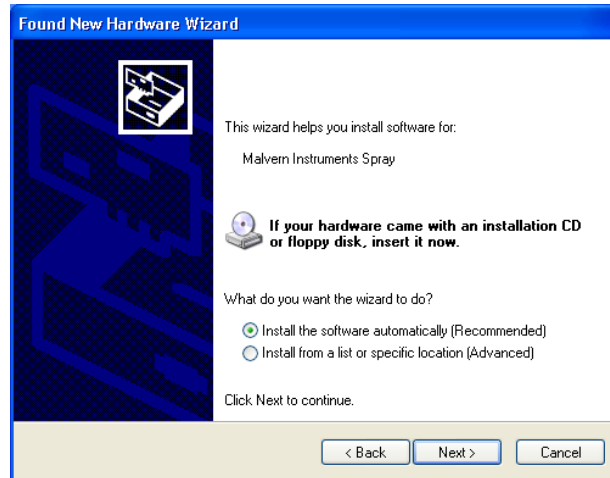 Found New Hardware Wizard
This wizard helps you install software for:
Malvern Instruments Spray
If your hardware came with an installation CD
or floppy disk, insert it now.
What do you want the wizard to do?
Install the software automatically (Recommended)
Install from a list or specific location (Advanced)
Click Next to continue.
< Back Next > Cancel